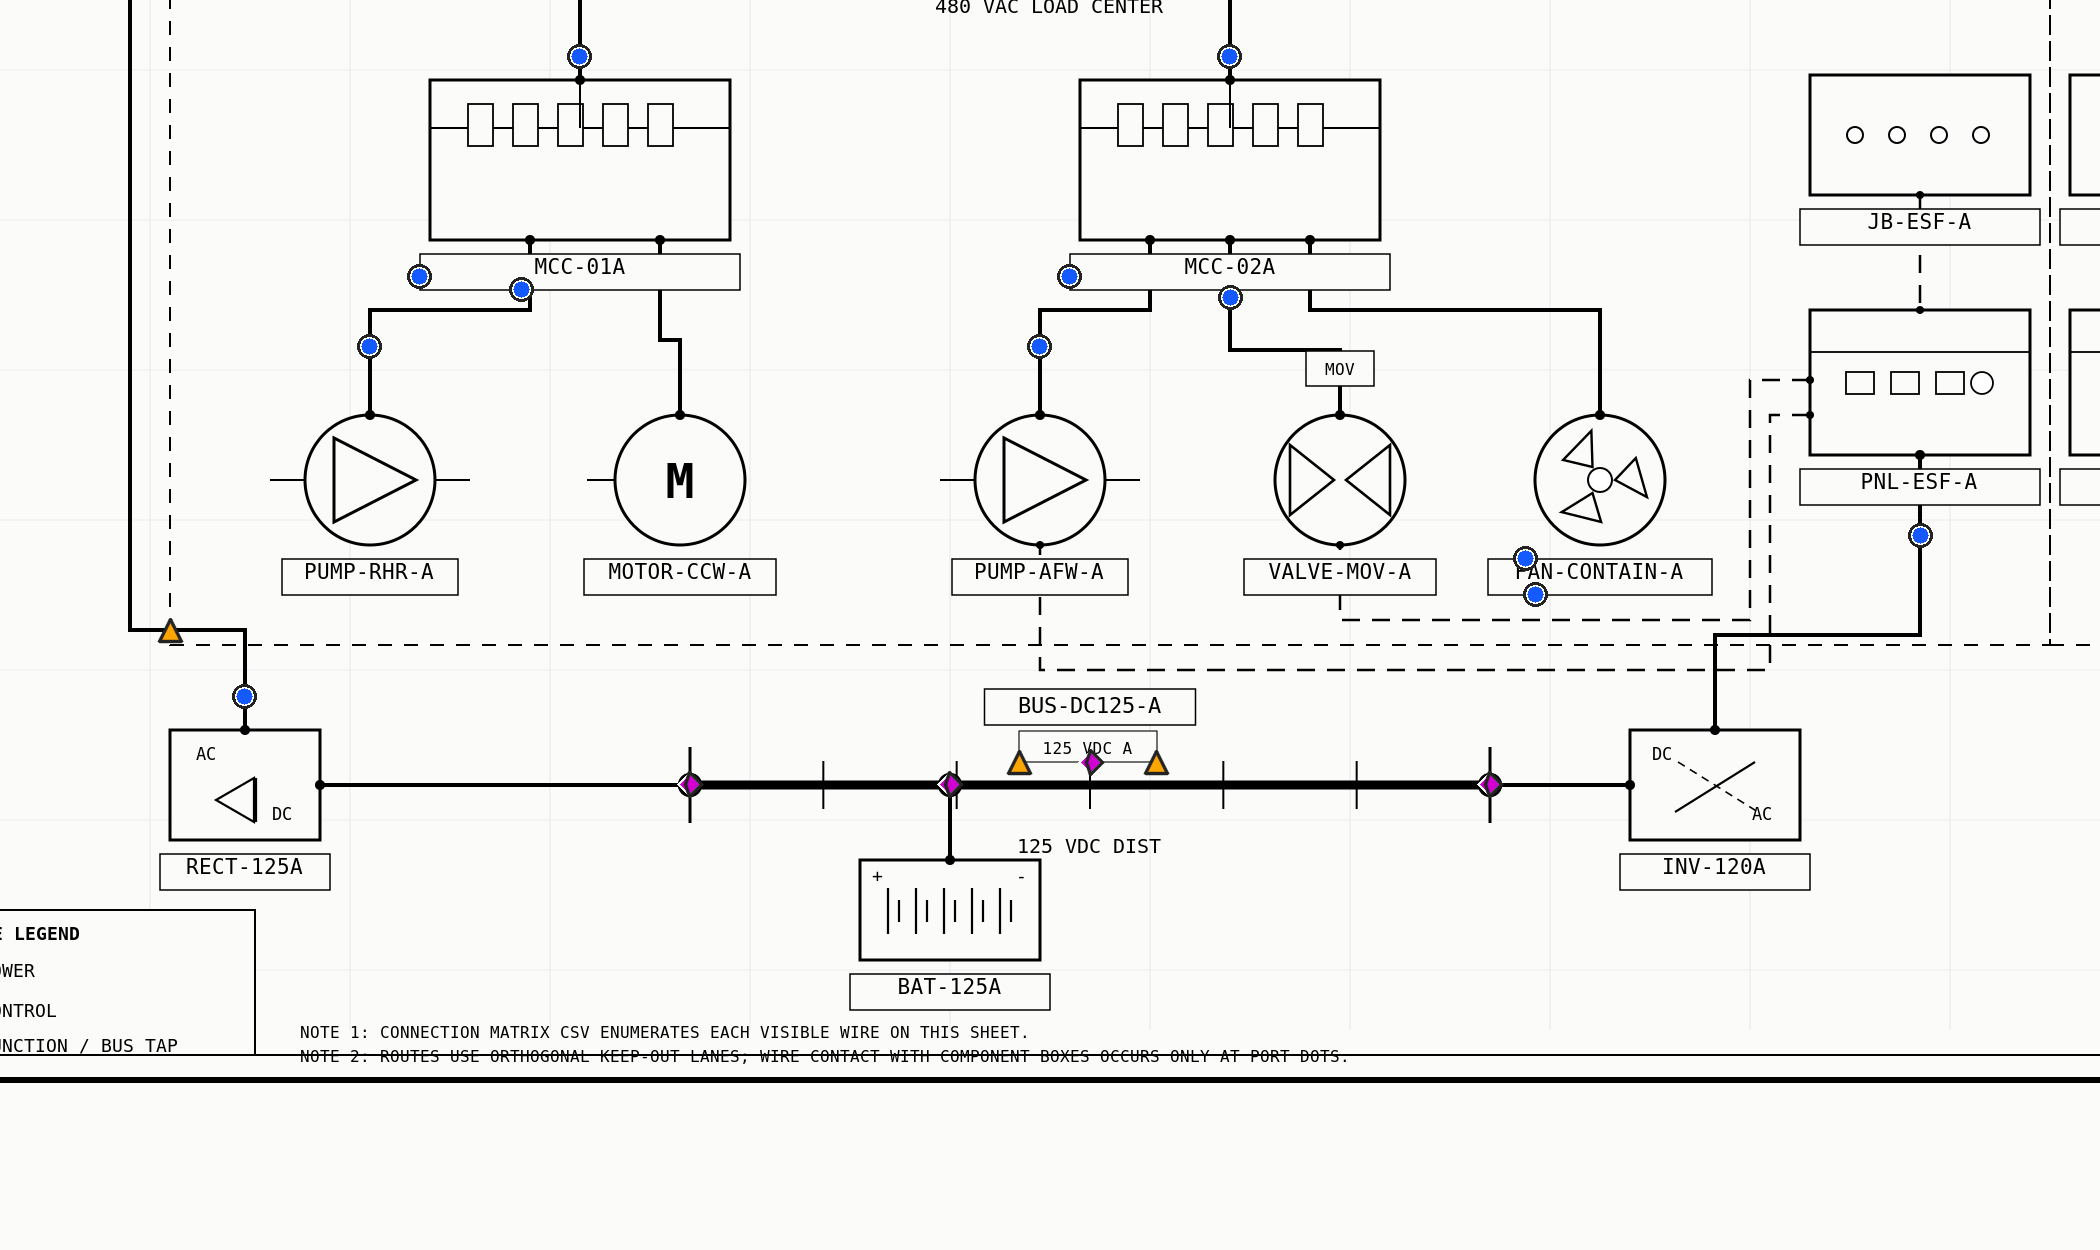 480 VAC LOAD CENTER
MCC-01A
MCC-02A
JB-ESF-A
MOV
M
PNL-ESF-A
PUMP-RHR-A
MOTOR-CCW-A
PUMP-AFW-A
VALVE-MOV-A
FAN-CONTAIN-A
BUS-DC125-A
125 VDC A
AC
DC
DC
AC
125 VDC DIST
RECT-125A
INV-120A
+ -
BAT-125A
LEGEND
NOTE 1: CONNECTION MATRIX CSV ENUMERATES EACH VISIBLE WIRE ON THIS SHEET.
NOTE 2: ROUTES USE ORTHOGONAL KEEP-OUT LANES; WIRE CONTACT WITH COMPONENT BOXES OCCURS ONLY AT PORT DOTS.
/ BUS TAP